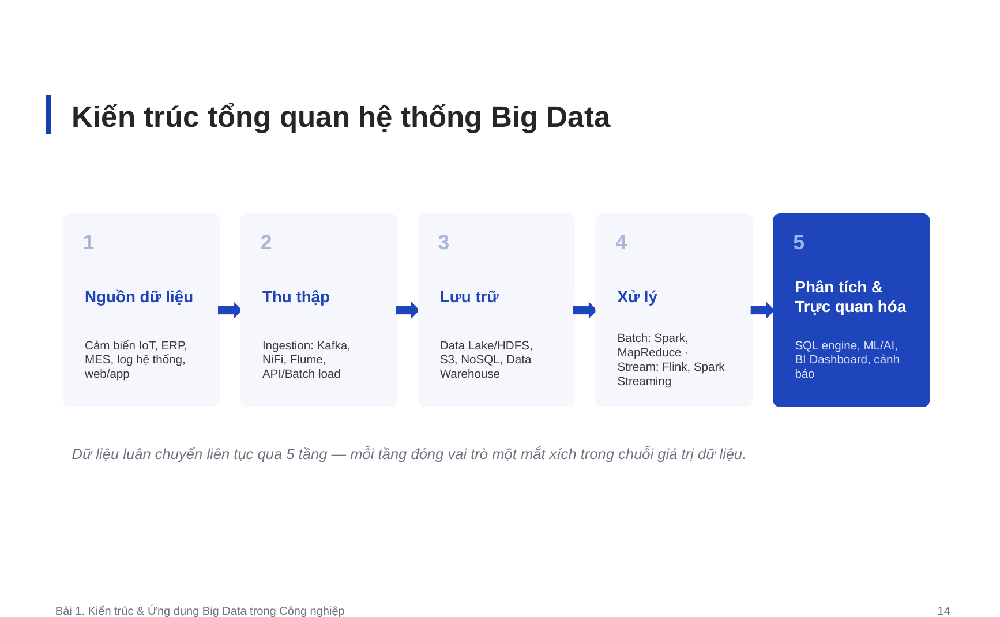 Kiến trúc tổng quan hệ thống Big Data
1
Nguồn dữ liệu
Cảm biến IoT, ERP,
MES, log hệ thống,
web/app
2
Thu thập
Ingestion: Kafka,
NiFi, Flume,
API/Batch load
3
Lưu trữ
Data Lake/HDFS,
S3, NoSQL, Data
Warehouse
4
Xử lý
Batch: Spark,
MapReduce ·
Stream: Flink, Spark
Streaming
5
Phân tích &
Trực quan hóa
SQL engine, ML/AI,
BI Dashboard, cảnh
báo
Dữ liệu luân chuyển liên tục qua 5 tầng — mỗi tầng đóng vai trò một mắt xích trong chuỗi giá trị dữ liệu.
Bài 1. Kiến trúc & Ứng dụng Big Data trong Công nghiệp
14